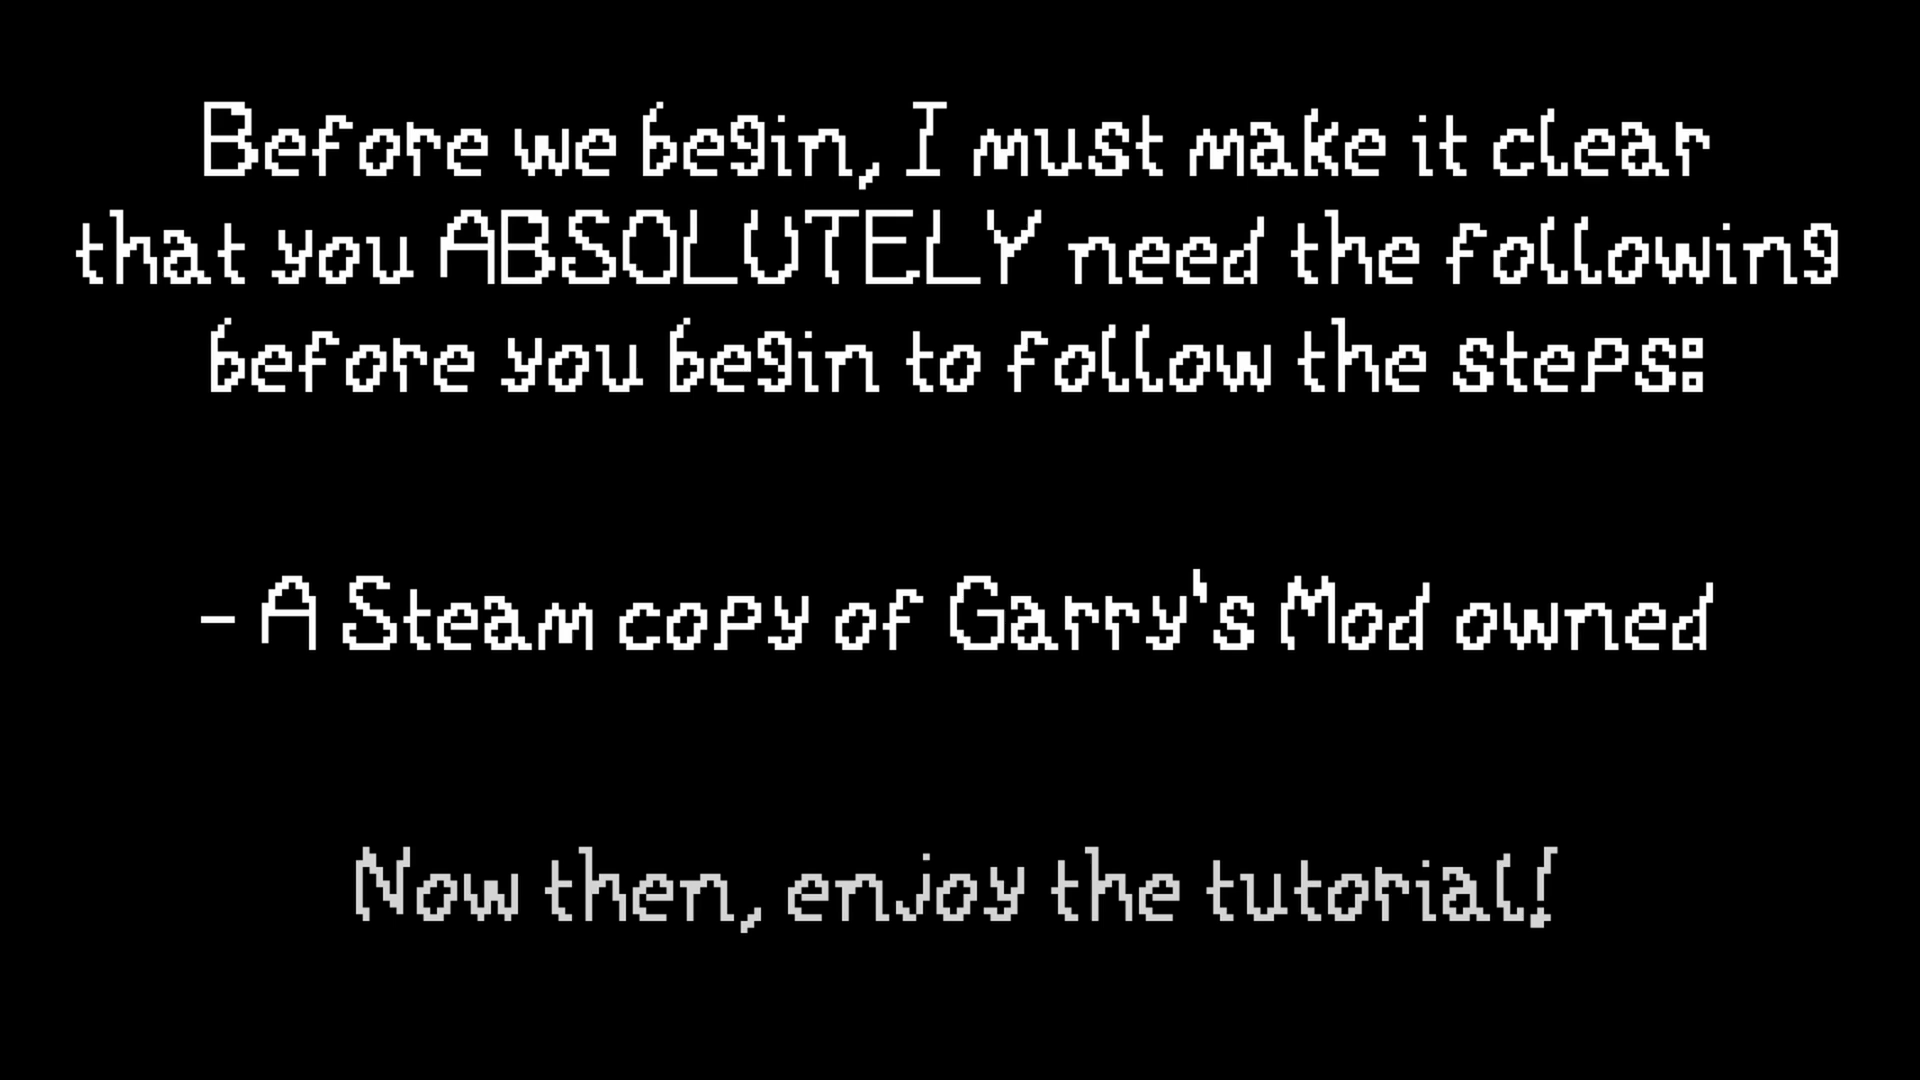 Before we begin, I must make it clear
that you ABSOLUTELY need the following
before you begin to follow the steps:
- A Steam copy of Garry's Mod owned
Now then, enjoy the tutorial!